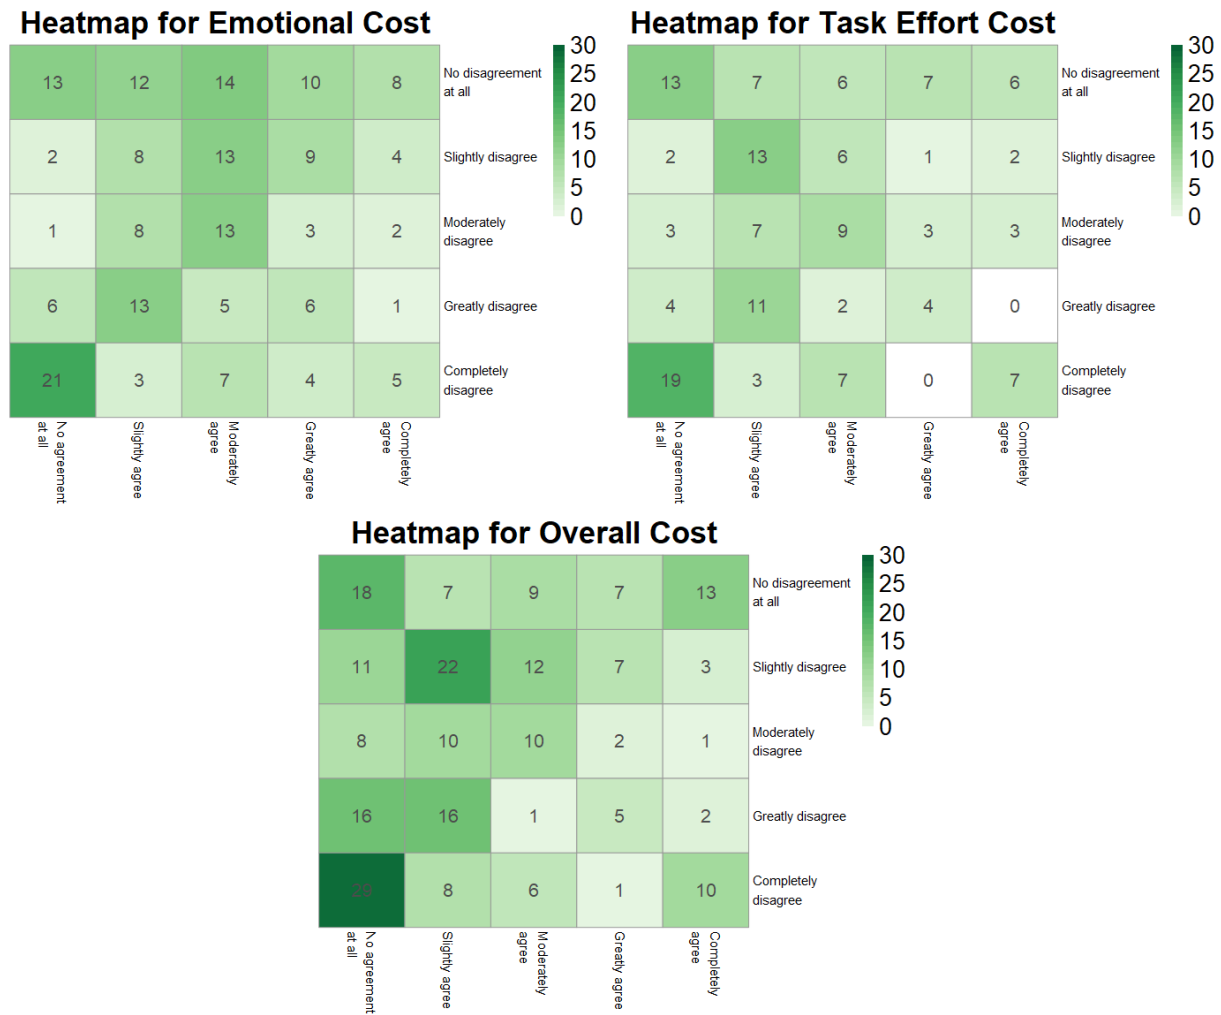 Heatmap for Emotional Cost
13 12 14 10 8 No disagreement
at all
2 8 13 9 4 Slightly disagree
1 8 13 3 2 Moderately
disagree
6 13 5 6 1 Greatly disagree
21 3 7 4 5 Completely
disagree
No agreement
at all
Slightly agree
Moderately
agree
Greatly agree
Completely
agree
30
25
20
15
10
5
0
Heatmap for Task Effort Cost
13 7 6 7 6 No disagreement
at all
2 13 6 1 2 Slightly disagree
3 7 9 3 3 Moderately
disagree
4 11 2 4 0 Greatly disagree
19 3 7 0 7 Completely
disagree
No agreement
at all
Slightly agree
Moderately
agree
Greatly agree
Completely
agree
30
25
20
15
10
5
0
Heatmap for Overall Cost
18 7 9 7 13 No disagreement
at all
11 22 12 7 3 Slightly disagree
8 10 10 2 1 Moderately
disagree
16 16 1 5 2 Greatly disagree
29 8 6 1 10 Completely
disagree
No agreement
at all
Slightly agree
Moderately
agree
Greatly agree
Completely
agree
30
25
20
15
10
5
0